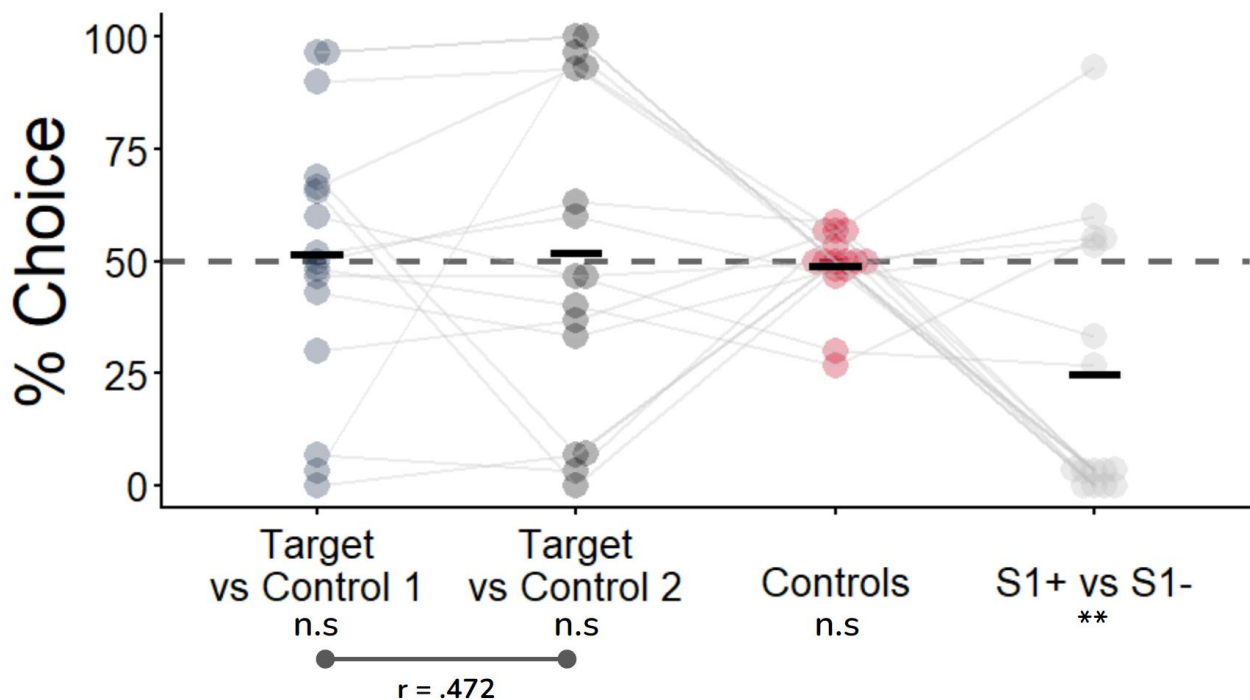 % Choice
100
75
50
25
0
Target
vs Control 1
n.s
Target
vs Control 2
n.s
Controls
n.s
S1+ vs S1-
**
r = .472